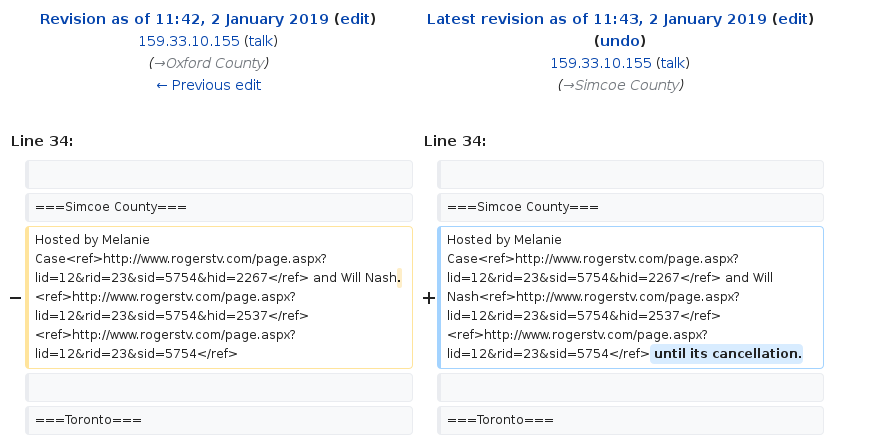 Revision as of 11:42, 2 January 2019 (edit)
159.33.10.155 (talk)
(→Oxford County)
← Previous edit
Latest revision as of 11:43, 2 January 2019 (edit)
(undo)
159.33.10.155 (talk)
(→Simcoe County)
Line 34:
Line 34:
===Simcoe County===
===Simcoe County===
−
Hosted by Melanie
Case<ref>http://www.rogerstv.com/page.aspx?
lid=12&rid=23&sid=5754&hid=2267</ref> and Will Nash.
<ref>http://www.rogerstv.com/page.aspx?
lid=12&rid=23&sid=5754&hid=2537</ref>
<ref>http://www.rogerstv.com/page.aspx?
lid=12&rid=23&sid=5754</ref>
+
Hosted by Melanie
Case<ref>http://www.rogerstv.com/page.aspx?
lid=12&rid=23&sid=5754&hid=2267</ref> and Will
Nash<ref>http://www.rogerstv.com/page.aspx?
lid=12&rid=23&sid=5754&hid=2537</ref>
<ref>http://www.rogerstv.com/page.aspx?
lid=12&rid=23&sid=5754</ref> until its cancellation.
===Toronto===
===Toronto===